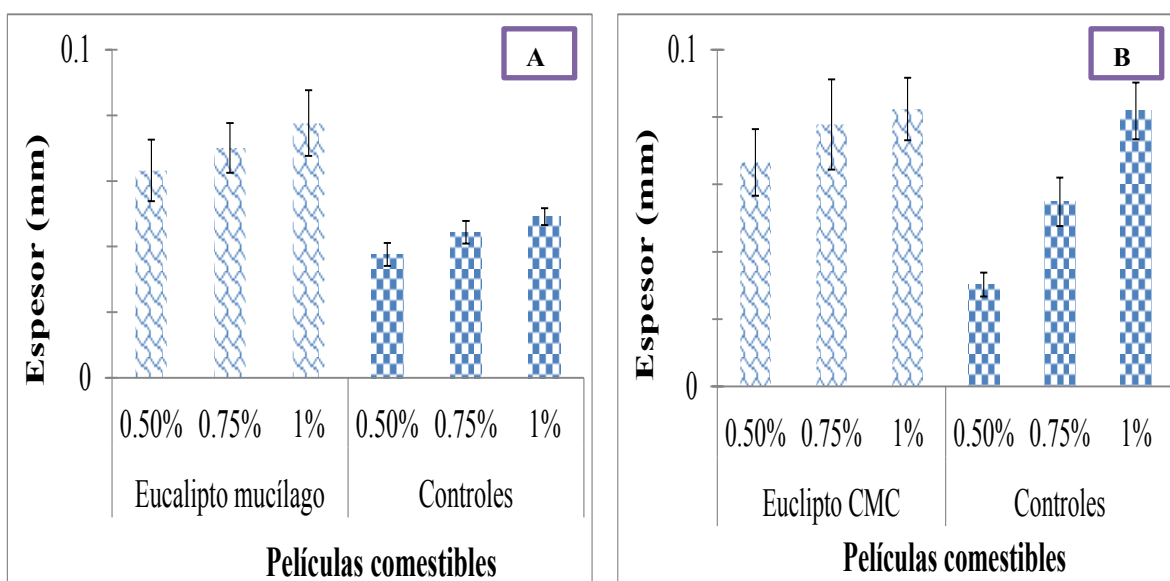 A
0.1
Espesor (mm)
0
0.50% 0.75% 1% 0.50% 0.75% 1%
Eucalipto mucílago Controles
Películas comestibles
B
0.1
Espesor (mm)
0
0.50% 0.75% 1% 0.50% 0.75% 1%
Euclipto CMC Controles
Películas comestibles